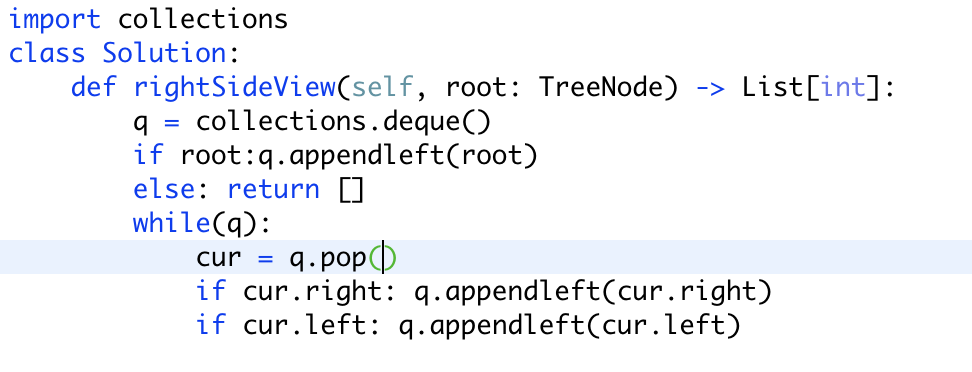 import collections
class Solution:
    def rightSideView(self, root: TreeNode) -> List[int]:
        q = collections.deque()
        if root:q.appendleft(root)
        else: return []
        while(q):
            cur = q.pop()
            if cur.right: q.appendleft(cur.right)
            if cur.left: q.appendleft(cur.left)